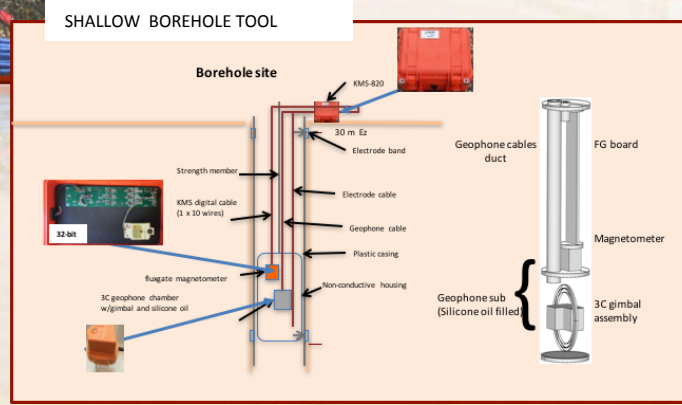 SHALLOW BOREHOLE TOOL
Borehole site
KMS-820
30 m Ez
Electrode band
Strength member
Electrode cable
KMS digital cable
(1 x 10 wires)
Geophone cable
32-bit
Plastic casing
fluxgate magnetometer
Non-conductive housing
3C geophone chamber
w/gimbal and silicone oil
Geophone cables
duct
FG board
Magnetometer
Geophone sub
(Silicone oil filled)
3C gimbal
assembly